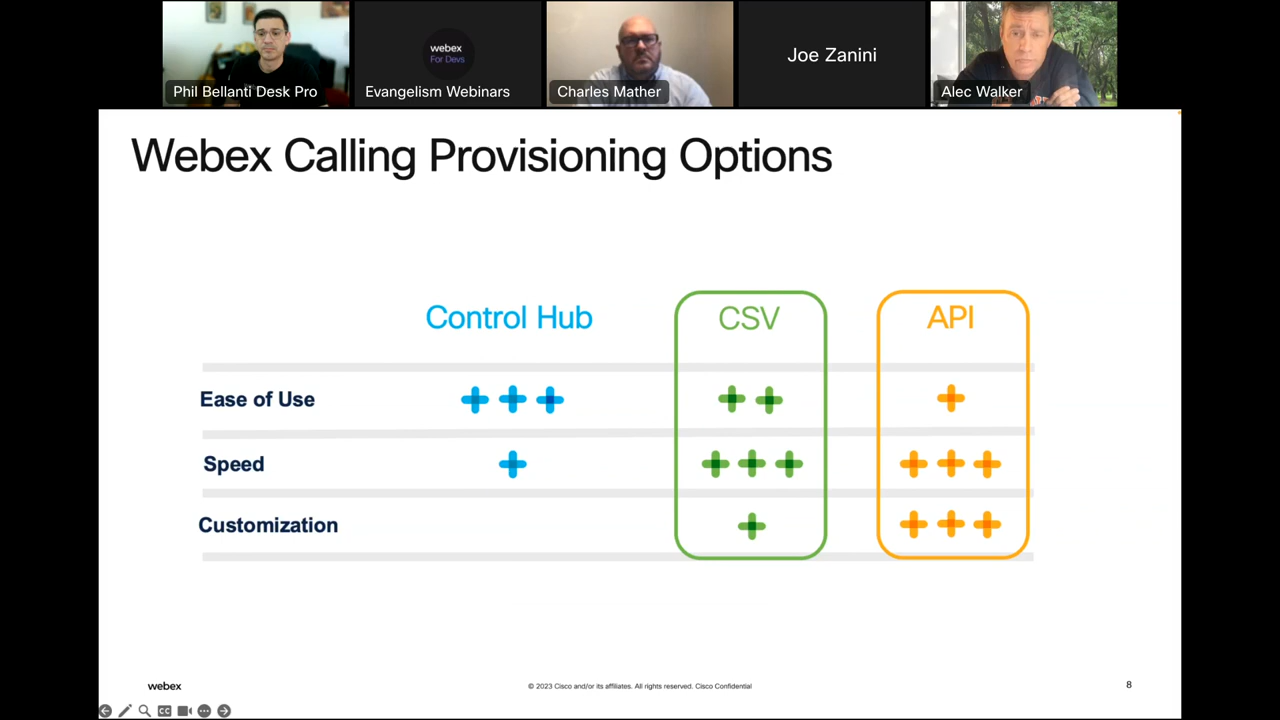 webex
For Devs
Phil Bellanti Desk Pro
Evangelism Webinars
Charles Mather
Joe Zanini
Alec Walker
Webex Calling Provisioning Options
Control Hub
CSV
API
Ease of Use
Speed
Customization
webex
© 2023 Cisco and/or its affiliates. All rights reserved. Cisco Confidential
8
CC